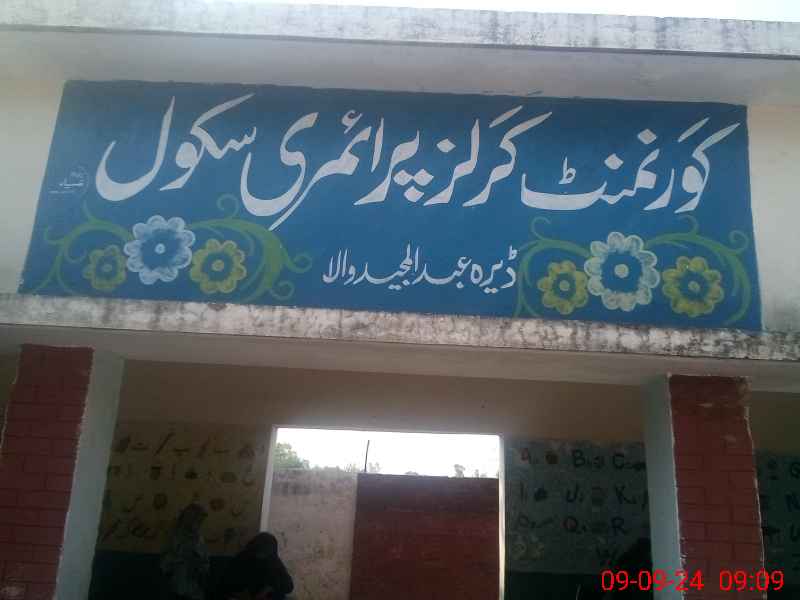 گورنمنٹ گرلز پرائمری سکول
ڈیرہ عبدالمجید والا
A B C
I J K
P Q R
W
09-09-24 09:09